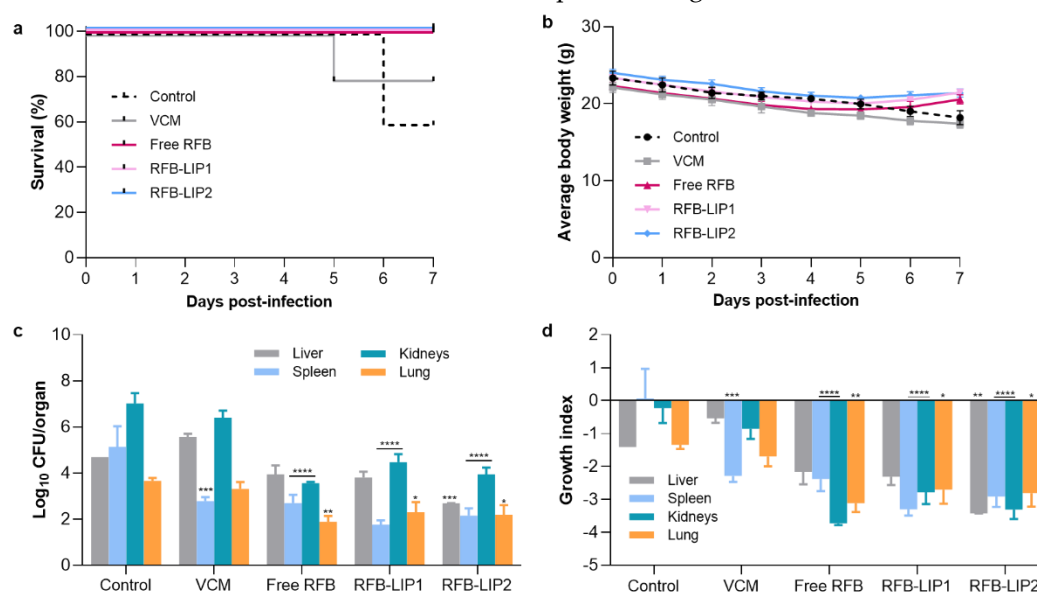 a
100
80
60
40
20
0
Survival (%)
Control
VCM
Free RFB
RFB-LIP1
RFB-LIP2
0 1 2 3 4 5 6 7
Days post-infection
b
30
20
10
0
Average body weight (g)
Control
VCM
Free RFB
RFB-LIP1
RFB-LIP2
0 1 2 3 4 5 6 7
Days post-infection
c
10
8
6
4
2
0
Log10 CFU/organ
Liver
Spleen
Kidneys
Lung
***
****
**
****
*
***
****
*
Control VCM Free RFB RFB-LIP1 RFB-LIP2
d
2
1
0
-1
-2
-3
-4
-5
Growth index
***
****
**
****
*
**
****
*
Liver
Spleen
Kidneys
Lung
Control VCM Free RFB RFB-LIP1 RFB-LIP2